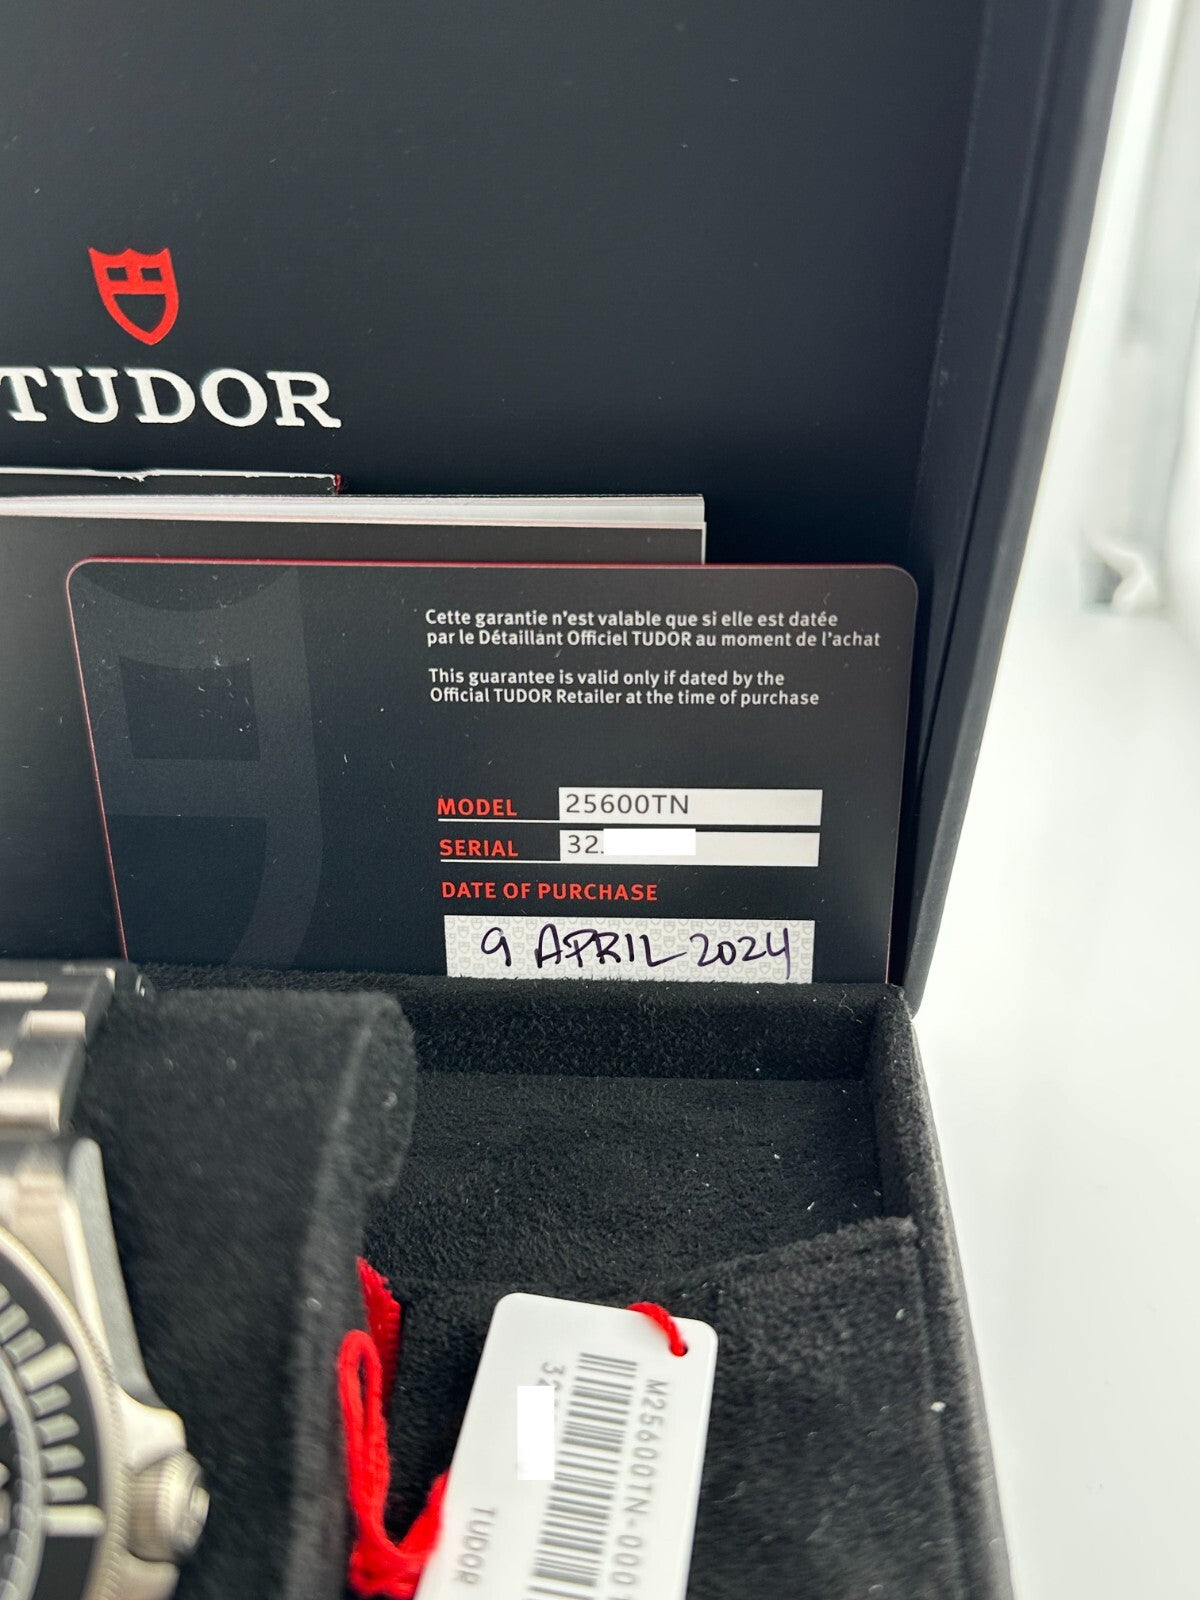 TUDOR
Cette garantie n'est valable que si elle est datée
par le Détaillant Officiel TUDOR au moment de l'achat
This guarantee is valid only if dated by the
Official TUDOR Retailer at the time of purchase
MODEL 25600TN
SERIAL 32
DATE OF PURCHASE
9 APRIL 2024
M25600TN-000
32
TUDOR